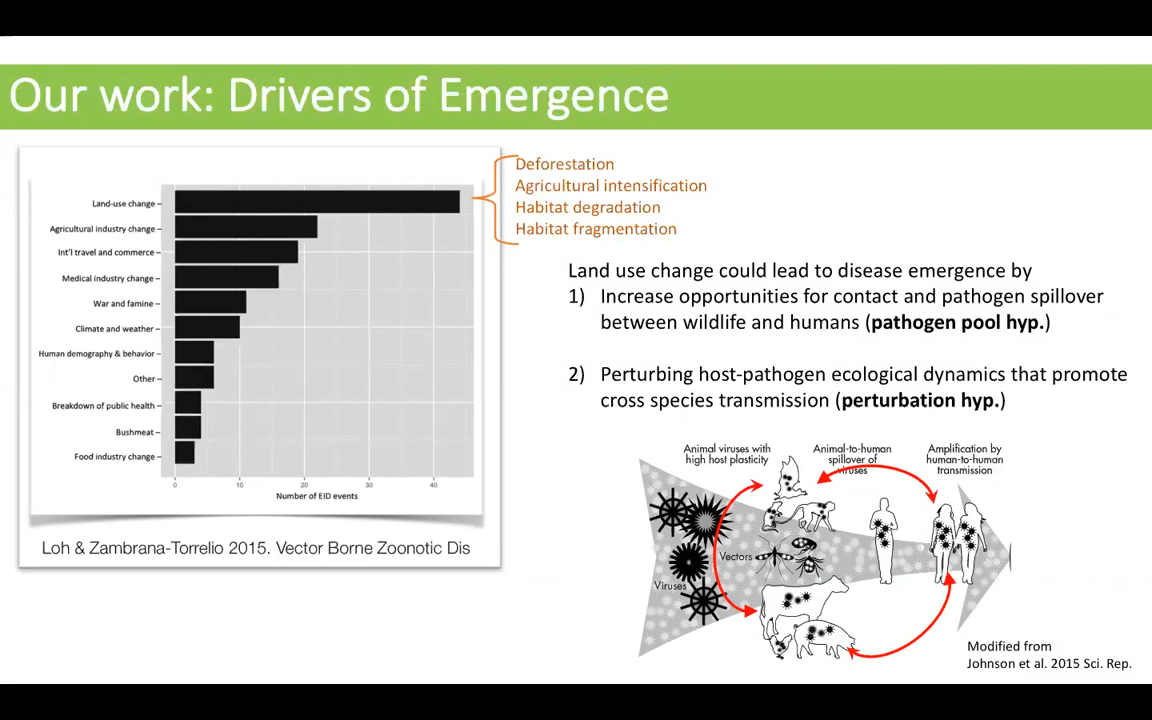 Our work: Drivers of Emergence
Land-use change
Agricultural industry change
Int'l travel and commerce
Medical industry change
War and famine
Climate and weather
Human demography & behavior
Other
Breakdown of public health
Bushmeat
Food industry change
0 10 20 30 40
Number of EID events
Loh & Zambrana-Torrelio 2015. Vector Borne Zoonotic Dis
Deforestation
Agricultural intensification
Habitat degradation
Habitat fragmentation
Land use change could lead to disease emergence by
1) Increase opportunities for contact and pathogen spillover
between wildlife and humans (pathogen pool hyp.)
2) Perturbing host-pathogen ecological dynamics that promote
cross species transmission (perturbation hyp.)
Animal viruses with
high host plasticity
Animal-to-human
spillover of
viruses
Amplification by
human-to-human
transmission
Vectors
Viruses
Modified from
Johnson et al. 2015 Sci. Rep.